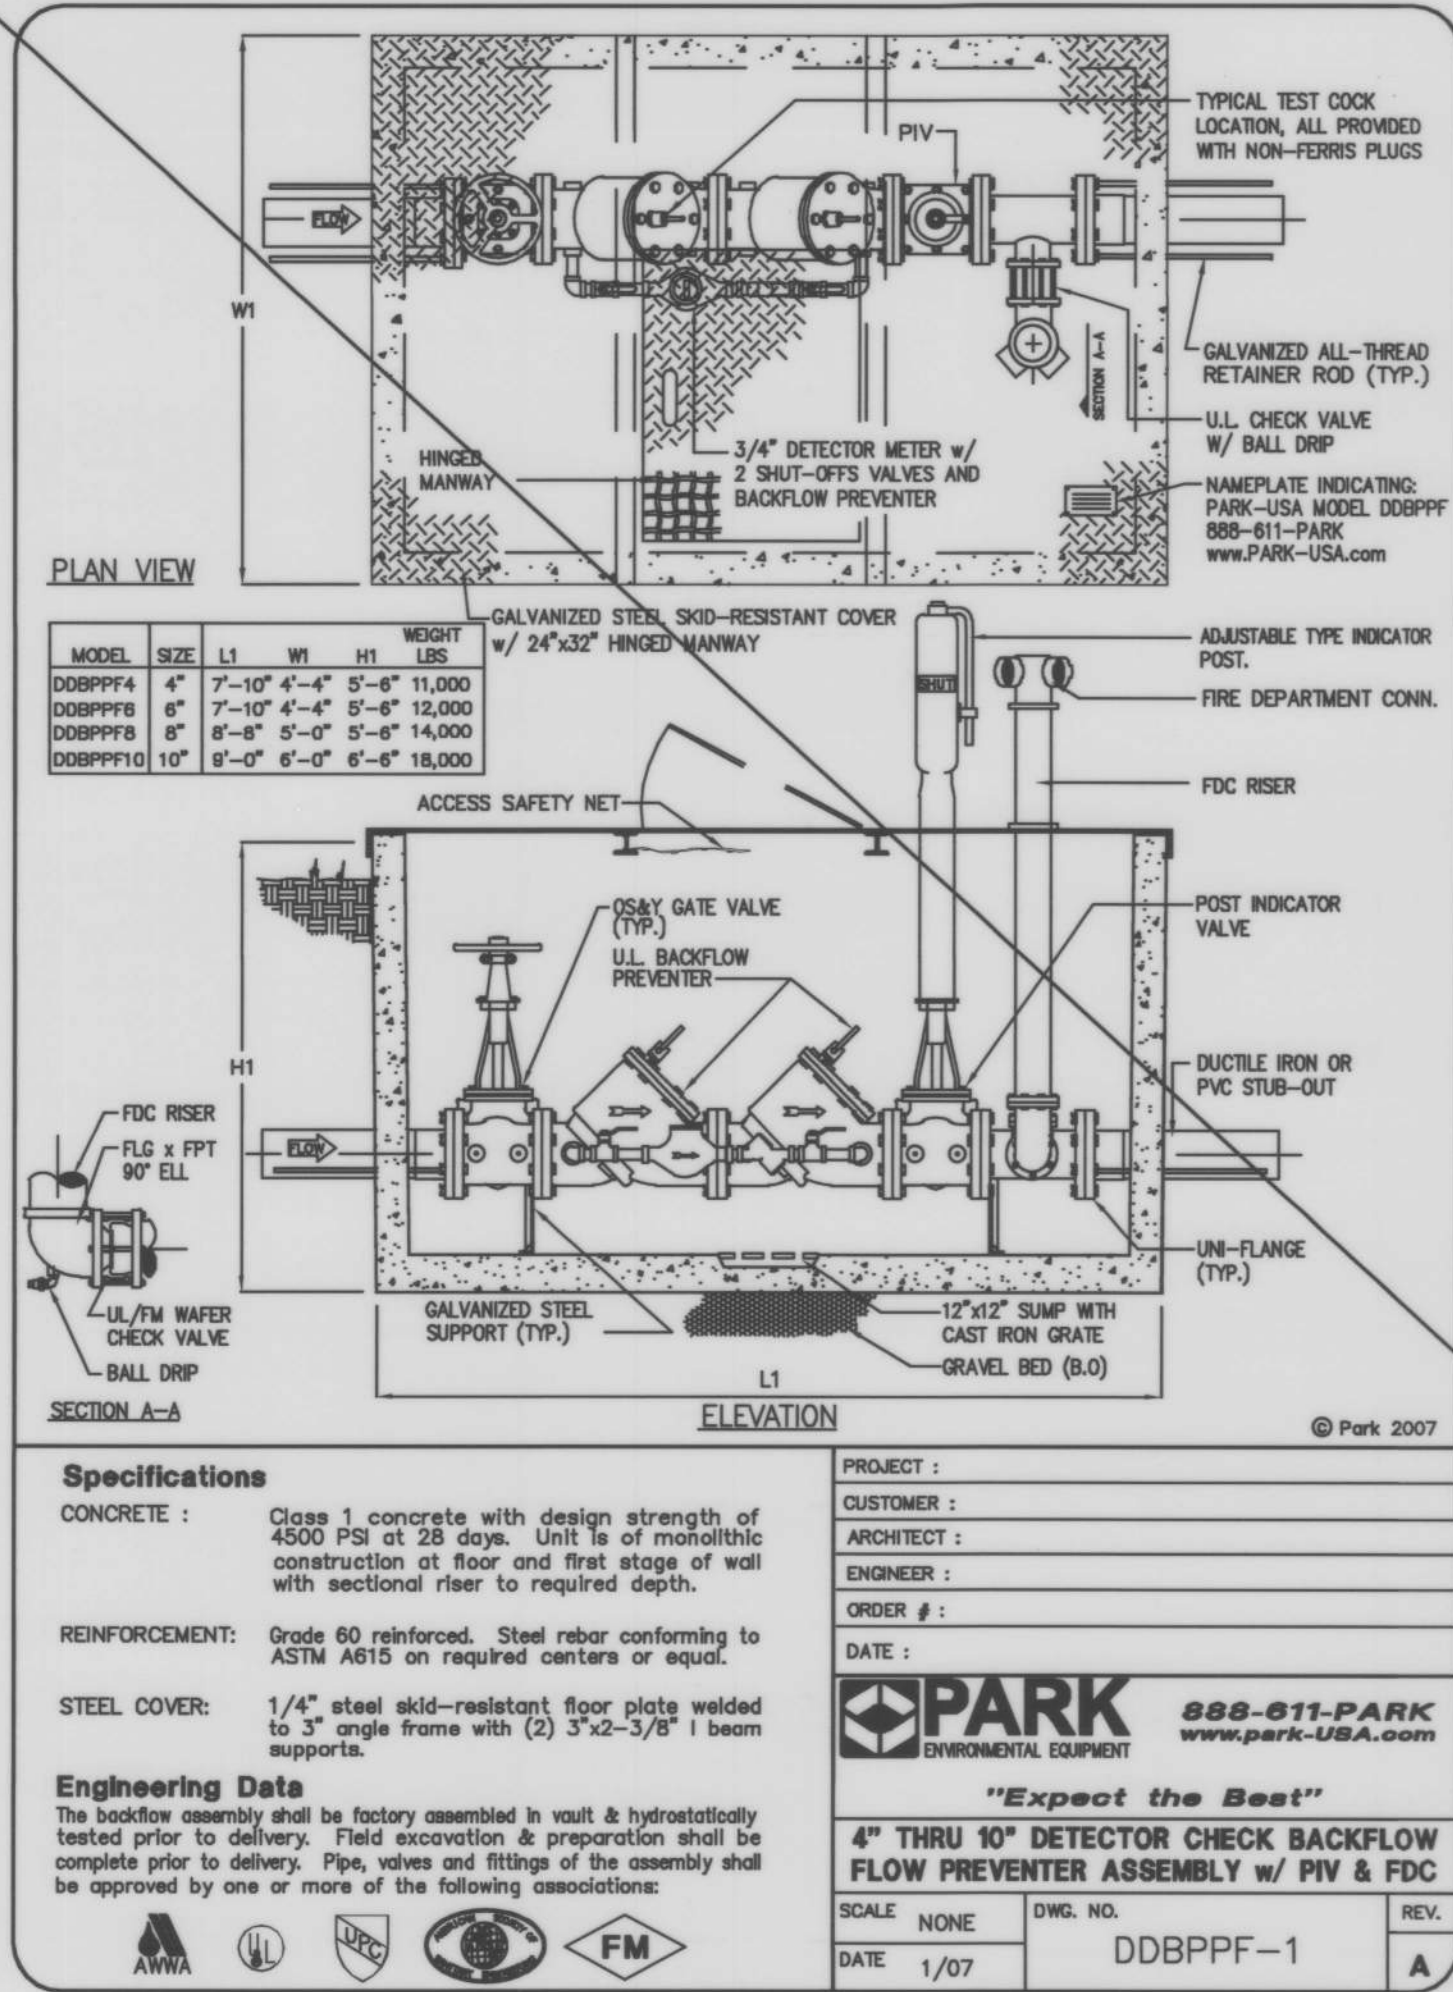 TYPICAL TEST COCK
LOCATION, ALL PROVIDED
WITH NON-FERRIS PLUGS
PIV
FLOW
W1
SECTION A-A
GALVANIZED ALL-THREAD
RETAINER ROD (TYP.)
U.L. CHECK VALVE
W/ BALL DRIP
3/4" DETECTOR METER w/
2 SHUT-OFFS VALVES AND
BACKFLOW PREVENTER
HINGED
MANWAY
NAMEPLATE INDICATING:
PARK-USA MODEL DDBPPF
888-611-PARK
www.PARK-USA.com
PLAN VIEW
GALVANIZED STEEL SKID-RESISTANT COVER
w/ 24"x32" HINGED MANWAY
MODEL SIZE L1 W1 H1 WEIGHT LBS
DDBPPF4 4" 7'-10" 4'-4" 5'-6" 11,000
DDBPPF6 6" 7'-10" 4'-4" 5'-6" 12,000
DDBPPF8 8" 8'-8" 5'-0" 5'-6" 14,000
DDBPPF10 10" 9'-0" 6'-0" 6'-6" 18,000
ADJUSTABLE TYPE INDICATOR
POST.
SHUT
FIRE DEPARTMENT CONN.
FDC RISER
ACCESS SAFETY NET
OS&Y GATE VALVE
(TYP.)
U.L. BACKFLOW
PREVENTER
POST INDICATOR
VALVE
H1
DUCTILE IRON OR
PVC STUB-OUT
FLOW
FDC RISER
FLG x FPT
90° ELL
UL/FM WAFER
CHECK VALVE
BALL DRIP
SECTION A-A
UNI-FLANGE
(TYP.)
GALVANIZED STEEL
SUPPORT (TYP.)
12"x12" SUMP WITH
CAST IRON GRATE
GRAVEL BED (B.O)
L1
ELEVATION
© Park 2007
Specifications
CONCRETE : Class 1 concrete with design strength of
4500 PSI at 28 days. Unit is of monolithic
construction at floor and first stage of wall
with sectional riser to required depth.
REINFORCEMENT: Grade 60 reinforced. Steel rebar conforming to
ASTM A615 on required centers or equal.
STEEL COVER: 1/4" steel skid-resistant floor plate welded
to 3" angle frame with (2) 3"x2-3/8" I beam
supports.
Engineering Data
The backflow assembly shall be factory assembled in vault & hydrostatically
tested prior to delivery. Field excavation & preparation shall be
complete prior to delivery. Pipe, valves and fittings of the assembly shall
be approved by one or more of the following associations:
AWWA
UL
UPC
FM
PROJECT :
CUSTOMER :
ARCHITECT :
ENGINEER :
ORDER # :
DATE :
PARK
ENVIRONMENTAL EQUIPMENT
888-611-PARK
www.park-USA.com
"Expect the Best"
4" THRU 10" DETECTOR CHECK BACKFLOW
FLOW PREVENTER ASSEMBLY w/ PIV & FDC
SCALE NONE
DATE 1/07
DWG. NO.
DDBPPF-1
REV.
A